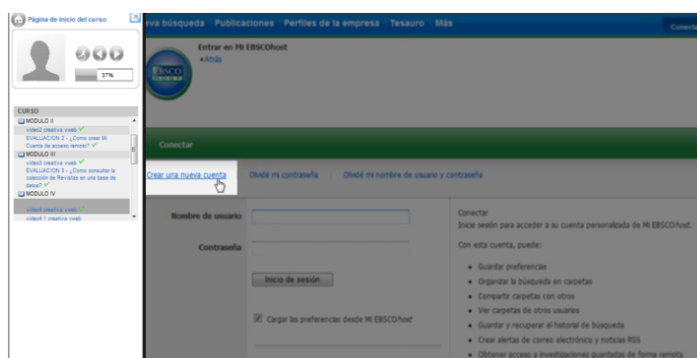 Página de inicio del curso
37%
CURSO
MODULO II
video2 creativa vweb
EVALUACION 2 - ¿Como crear Mi
Cuenta de acceso remoto?
MODULO III
video3 creativa vweb
EVALUACION 3 - ¿Como consultar la
colección de Revistas en una base de
datos?
MODULO IV
video4 creativa vweb
video4.1 creativa vweb
eva búsqueda Publicaciones Perfiles de la empresa Tesauro Más
Conecta
Entrar en Mi EBSCOhost
Atrás
EBSCO
Conectar
Crear una nueva cuenta Olvidé mi contraseña Olvidé mi nombre de usuario y contraseña
Nombre de usuario
Contraseña
Inicio de sesión
Cargar las preferencias desde Mi EBSCOhost
Conectar
Inicie sesión para acceder a su cuenta personalizada de Mi EBSCOhost.
Con esta cuenta, puede:
Guardar preferencias
Organizar la búsqueda en carpetas
Compartir carpetas con otros
Ver carpetas de otros usuarios
Guardar y recuperar el historial de búsqueda
Crear alertas de correo electrónico y noticias RSS
Obtener acceso a investigaciones guardadas de forma remota